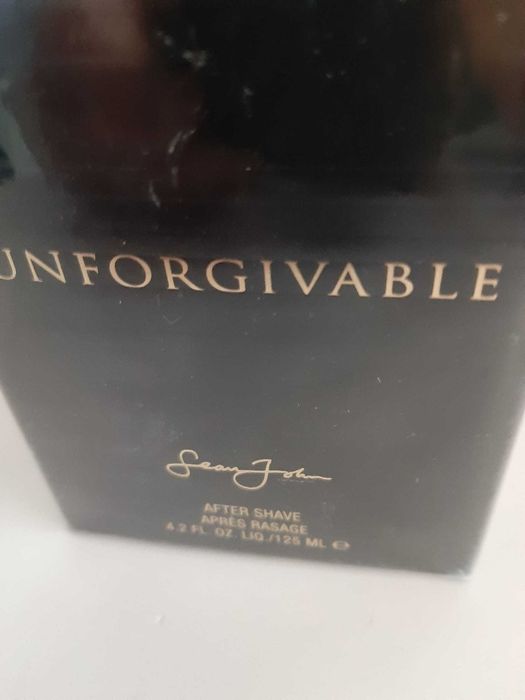 UNFORGIVABLE
Sean John
AFTER SHAVE
APRÈS RASAGE
4.2 FL. OZ. LIQ./125 ML ℮